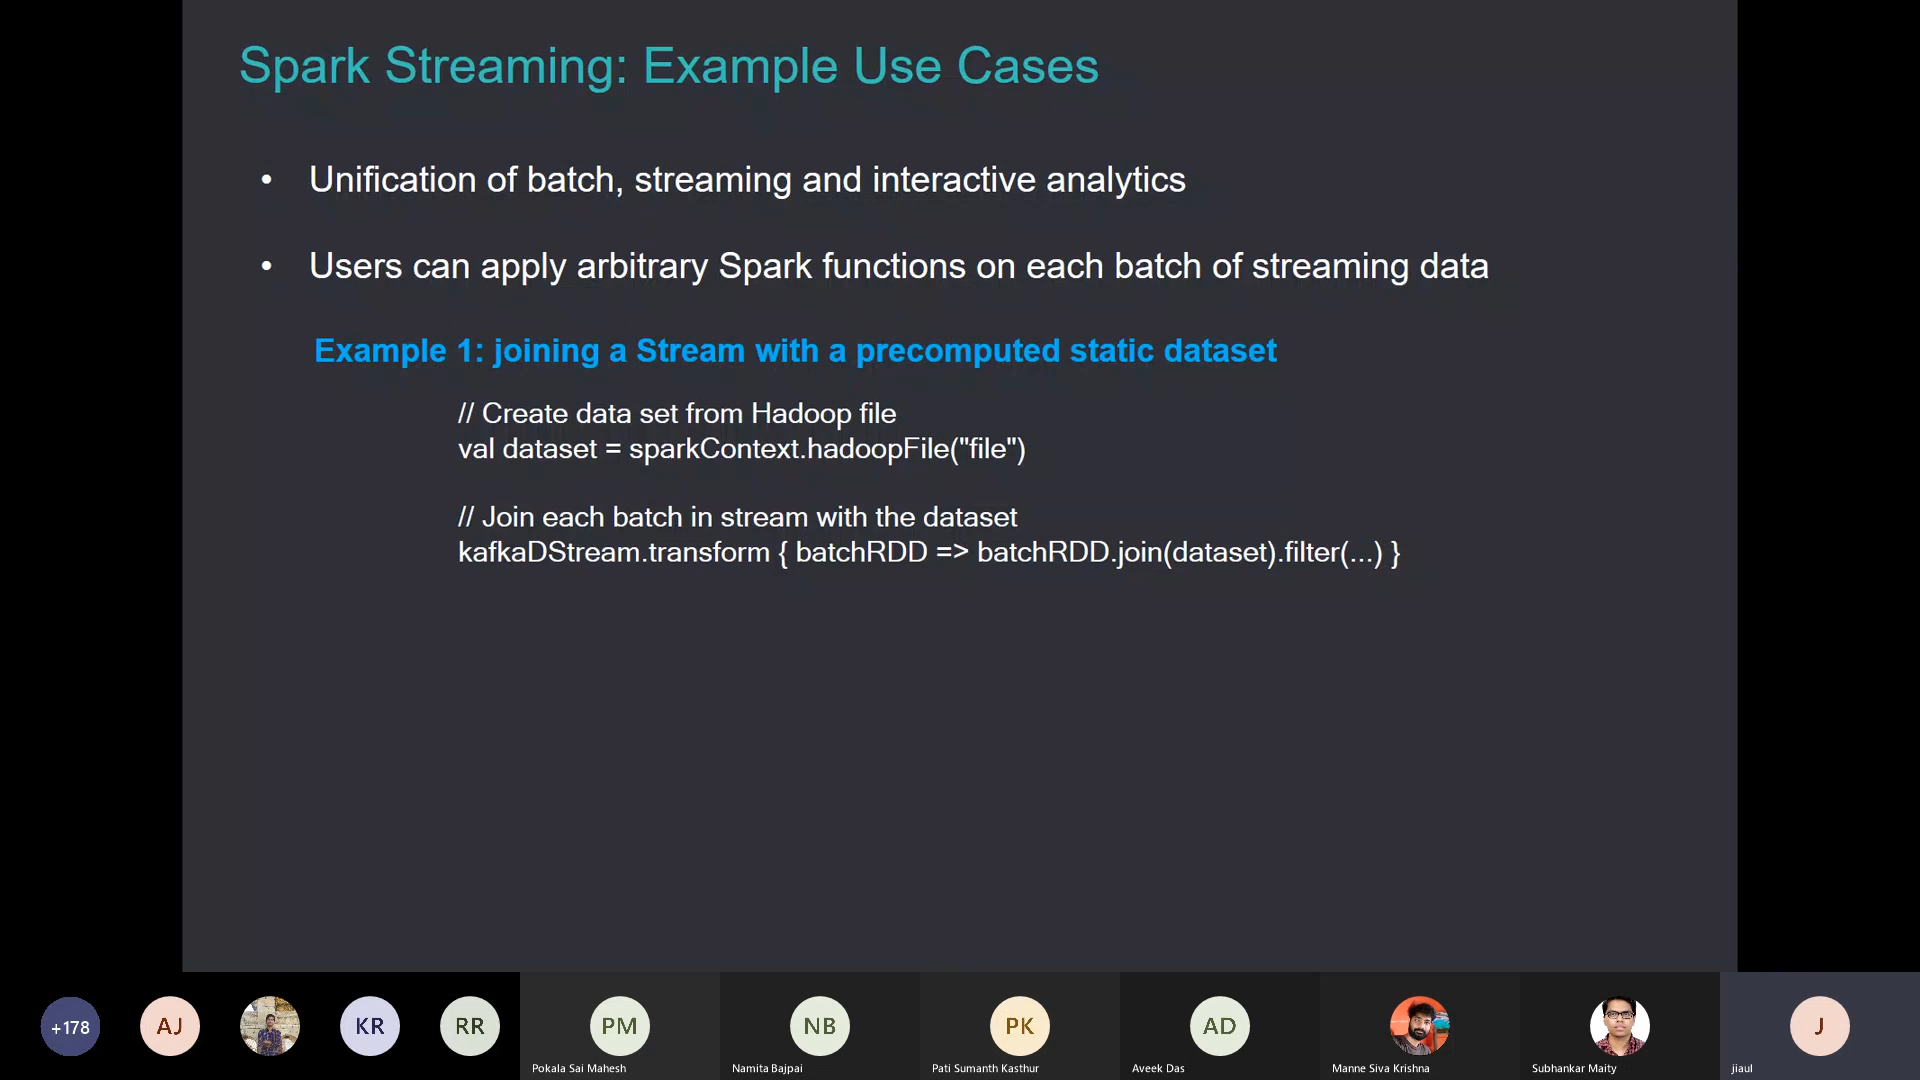 Spark Streaming: Example Use Cases
• Unification of batch, streaming and interactive analytics
• Users can apply arbitrary Spark functions on each batch of streaming data
Example 1: joining a Stream with a precomputed static dataset
// Create data set from Hadoop file
val dataset = sparkContext.hadoopFile("file")
// Join each batch in stream with the dataset
kafkaDStream.transform { batchRDD => batchRDD.join(dataset).filter(...) }
+178
AJ
KR
RR
PM
NB
PK
AD
J
Pokala Sai Mahesh
Namita Bajpai
Pati Sumanth Kasthur
Aveek Das
Manne Siva Krishna
Subhankar Maity
jiaul